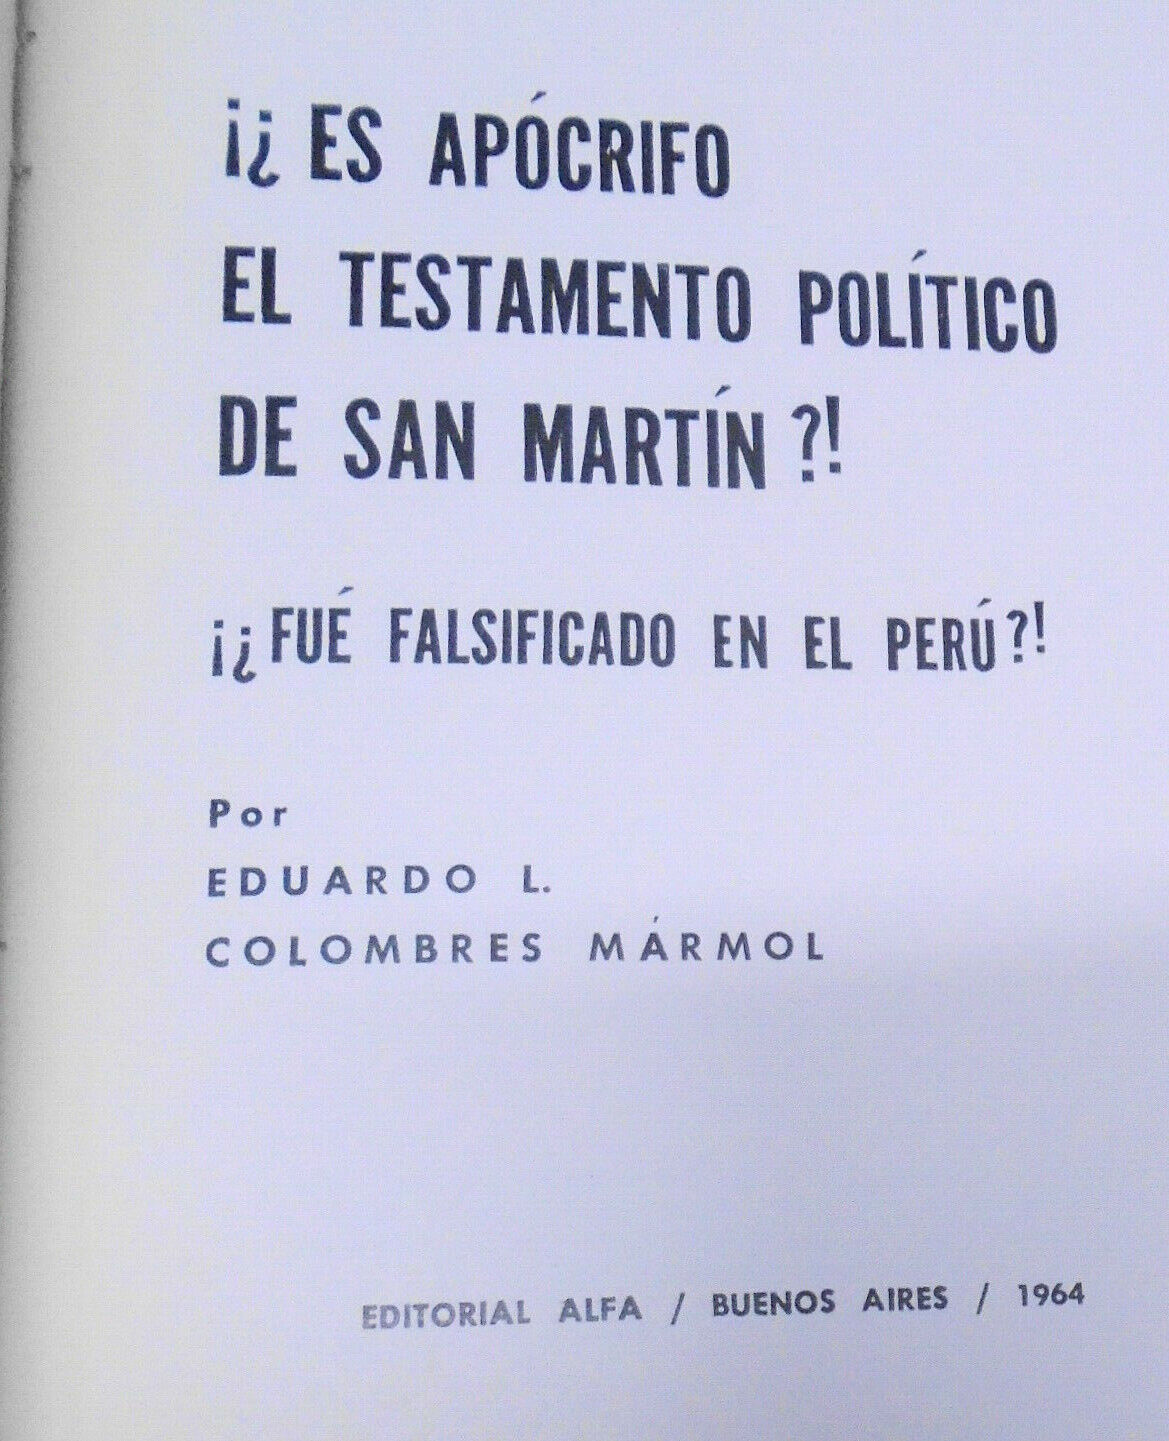 ¡¿ ES APÓCRIFO
EL TESTAMENTO POLÍTICO
DE SAN MARTÍN ?!
¡¿FUÉ FALSIFICADO EN EL PERÚ?!
Por
EDUARDO L.
COLOMBRES MÁRMOL
EDITORIAL ALFA / BUENOS AIRES / 1964